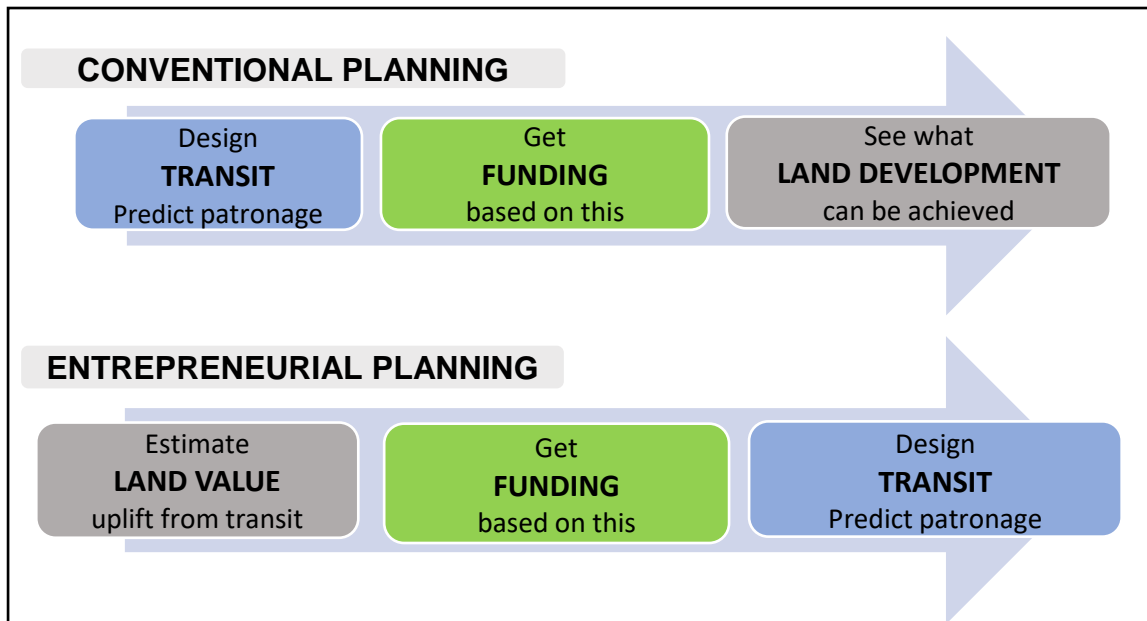 CONVENTIONAL PLANNING
Design
TRANSIT
Predict patronage
Get
FUNDING
based on this
See what
LAND DEVELOPMENT
can be achieved
ENTREPRENEURIAL PLANNING
Estimate
LAND VALUE
uplift from transit
Get
FUNDING
based on this
Design
TRANSIT
Predict patronage